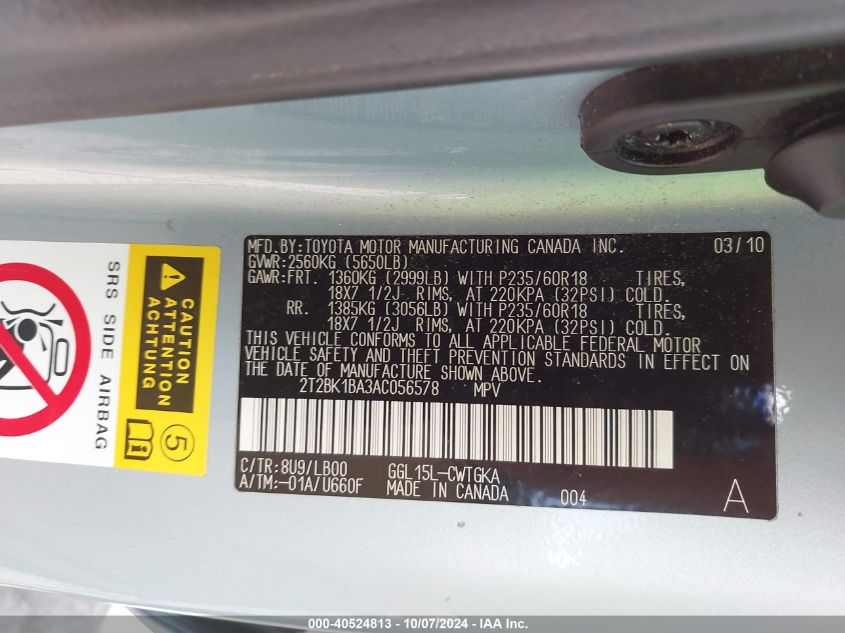 MFD.BY:TOYOTA MOTOR MANUFACTURING CANADA INC. 03/10
GVWR:2560KG (5650LB)
GAWR:FRT. 1360KG (2999LB) WITH P235/60R18 TIRES,
18X7 1/2J RIMS, AT 220KPA (32PSI) COLD.
RR. 1385KG (3056LB) WITH P235/60R18 TIRES,
18X7 1/2J RIMS, AT 220KPA (32PSI) COLD.
THIS VEHICLE CONFORMS TO ALL APPLICABLE FEDERAL MOTOR
VEHICLE SAFETY AND THEFT PREVENTION STANDARDS IN EFFECT ON
THE DATE OF MANUFACTURE SHOWN ABOVE.
2T2BK1BA3AC056578 MPV
C/TR:8U9/LB00 GGL15L-CWTGKA
A/TM:-01A/U660F MADE IN CANADA 004 A
SRS SIDE AIRBAG
CAUTION
ATTENTION
ACHTUNG
5
000-40524813 - 10/07/2024 - IAA Inc.